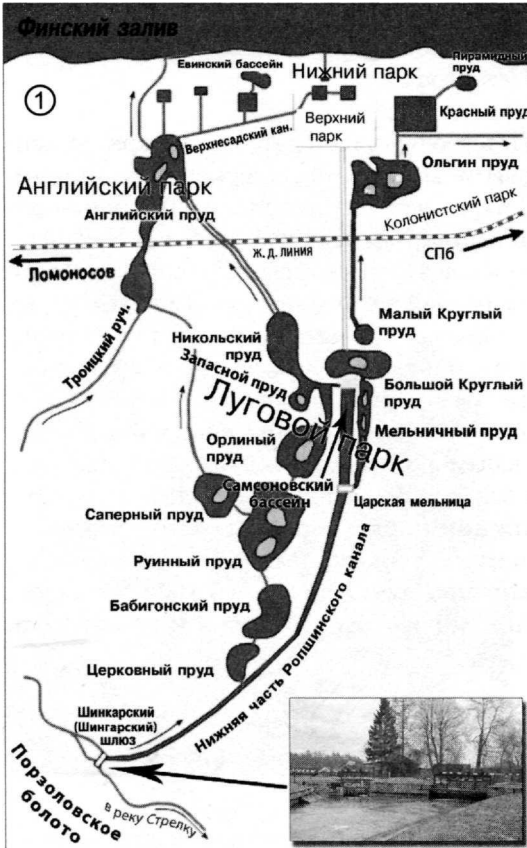 Финский залив
Пирамидный
пруд
Евинский бассейн
Нижний парк
①
Красный пруд
Верхний
парк
Верхнесадский кан.
Ольгин пруд
Английский парк
Английский пруд
Колонистский парк
СПб
Ж. Д. ЛИНИЯ
Ломоносов
Троицкий руч.
Малый Круглый
пруд
Никольский
пруд
Запасной пруд
Большой Круглый
пруд
Луговой парк
Мельничный пруд
Орлиный
пруд
Самсоновский
бассейн
Царская мельница
Саперный пруд
Руинный пруд
Бабигонский пруд
Нижняя часть Ропшинского канала
Церковный пруд
Шинкарский
(Шингарский)
шлюз
Порзоловское
болото
в реку Стрелку